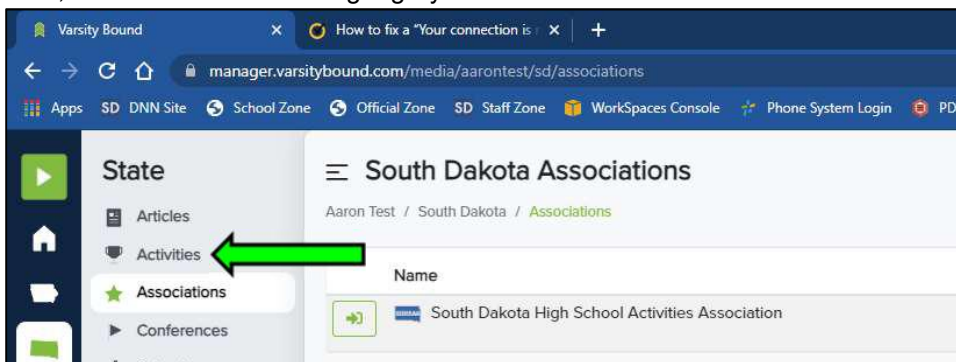 Varsity Bound
How to fix a "Your connection is
manager.varsitybound.com/media/aarontest/sd/associations
Apps SD DNN Site School Zone Official Zone SD Staff Zone WorkSpaces Console Phone System Login PD
State
Articles
Activities
Associations
Conferences
South Dakota Associations
Aaron Test / South Dakota / Associations
Name
South Dakota High School Activities Association